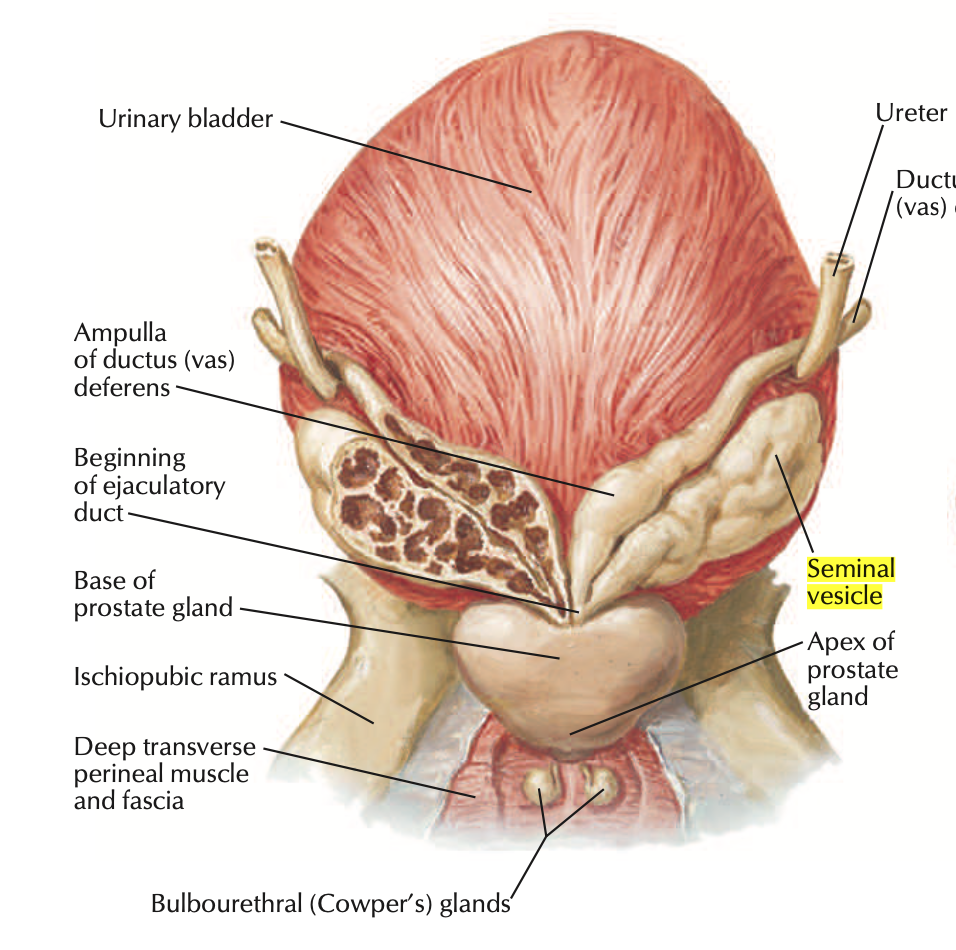 Urinary bladder
Ureter
(vas)
Ampulla
of ductus (vas)
deferens
Beginning
of ejaculatory
duct
Base of
prostate gland
Seminal
vesicle
Apex of
prostate
gland
Ischiopubic ramus
Deep transverse
perineal muscle
and fascia
Bulbourethral (Cowper's) glands